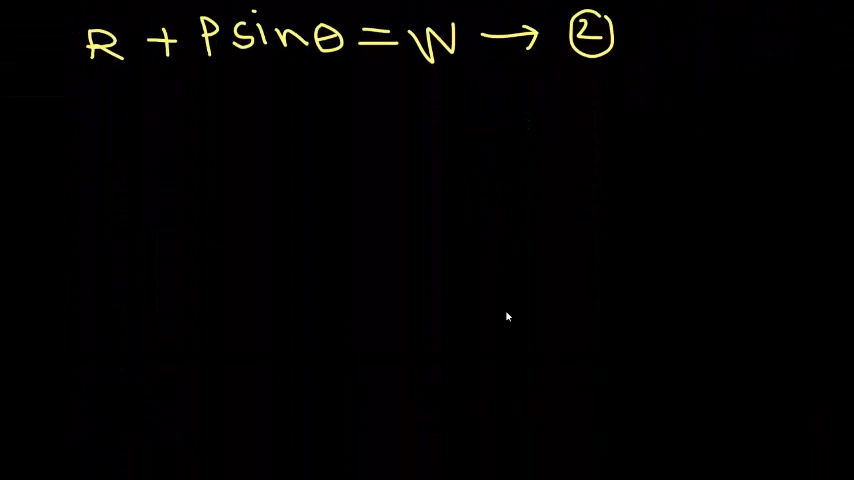 R + P sinθ = W → ②